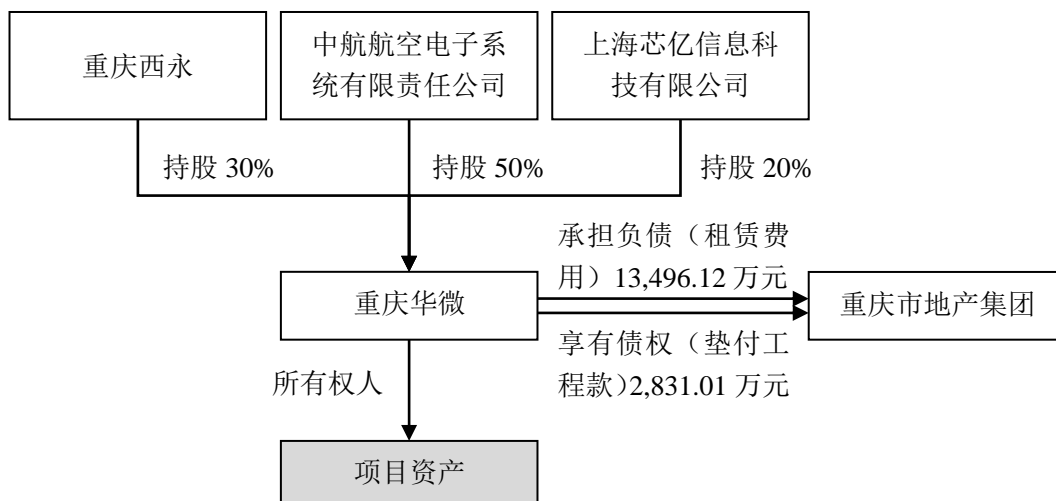 重庆西永
中航航空电子系
统有限责任公司
上海芯亿信息科
技有限公司
持股 30%
持股 50%
持股 20%
承担负债（租赁费
用）13,496.12 万元
重庆华微
重庆市地产集团
享有债权（垫付工
程款）2,831.01 万元
所有权人
项目资产